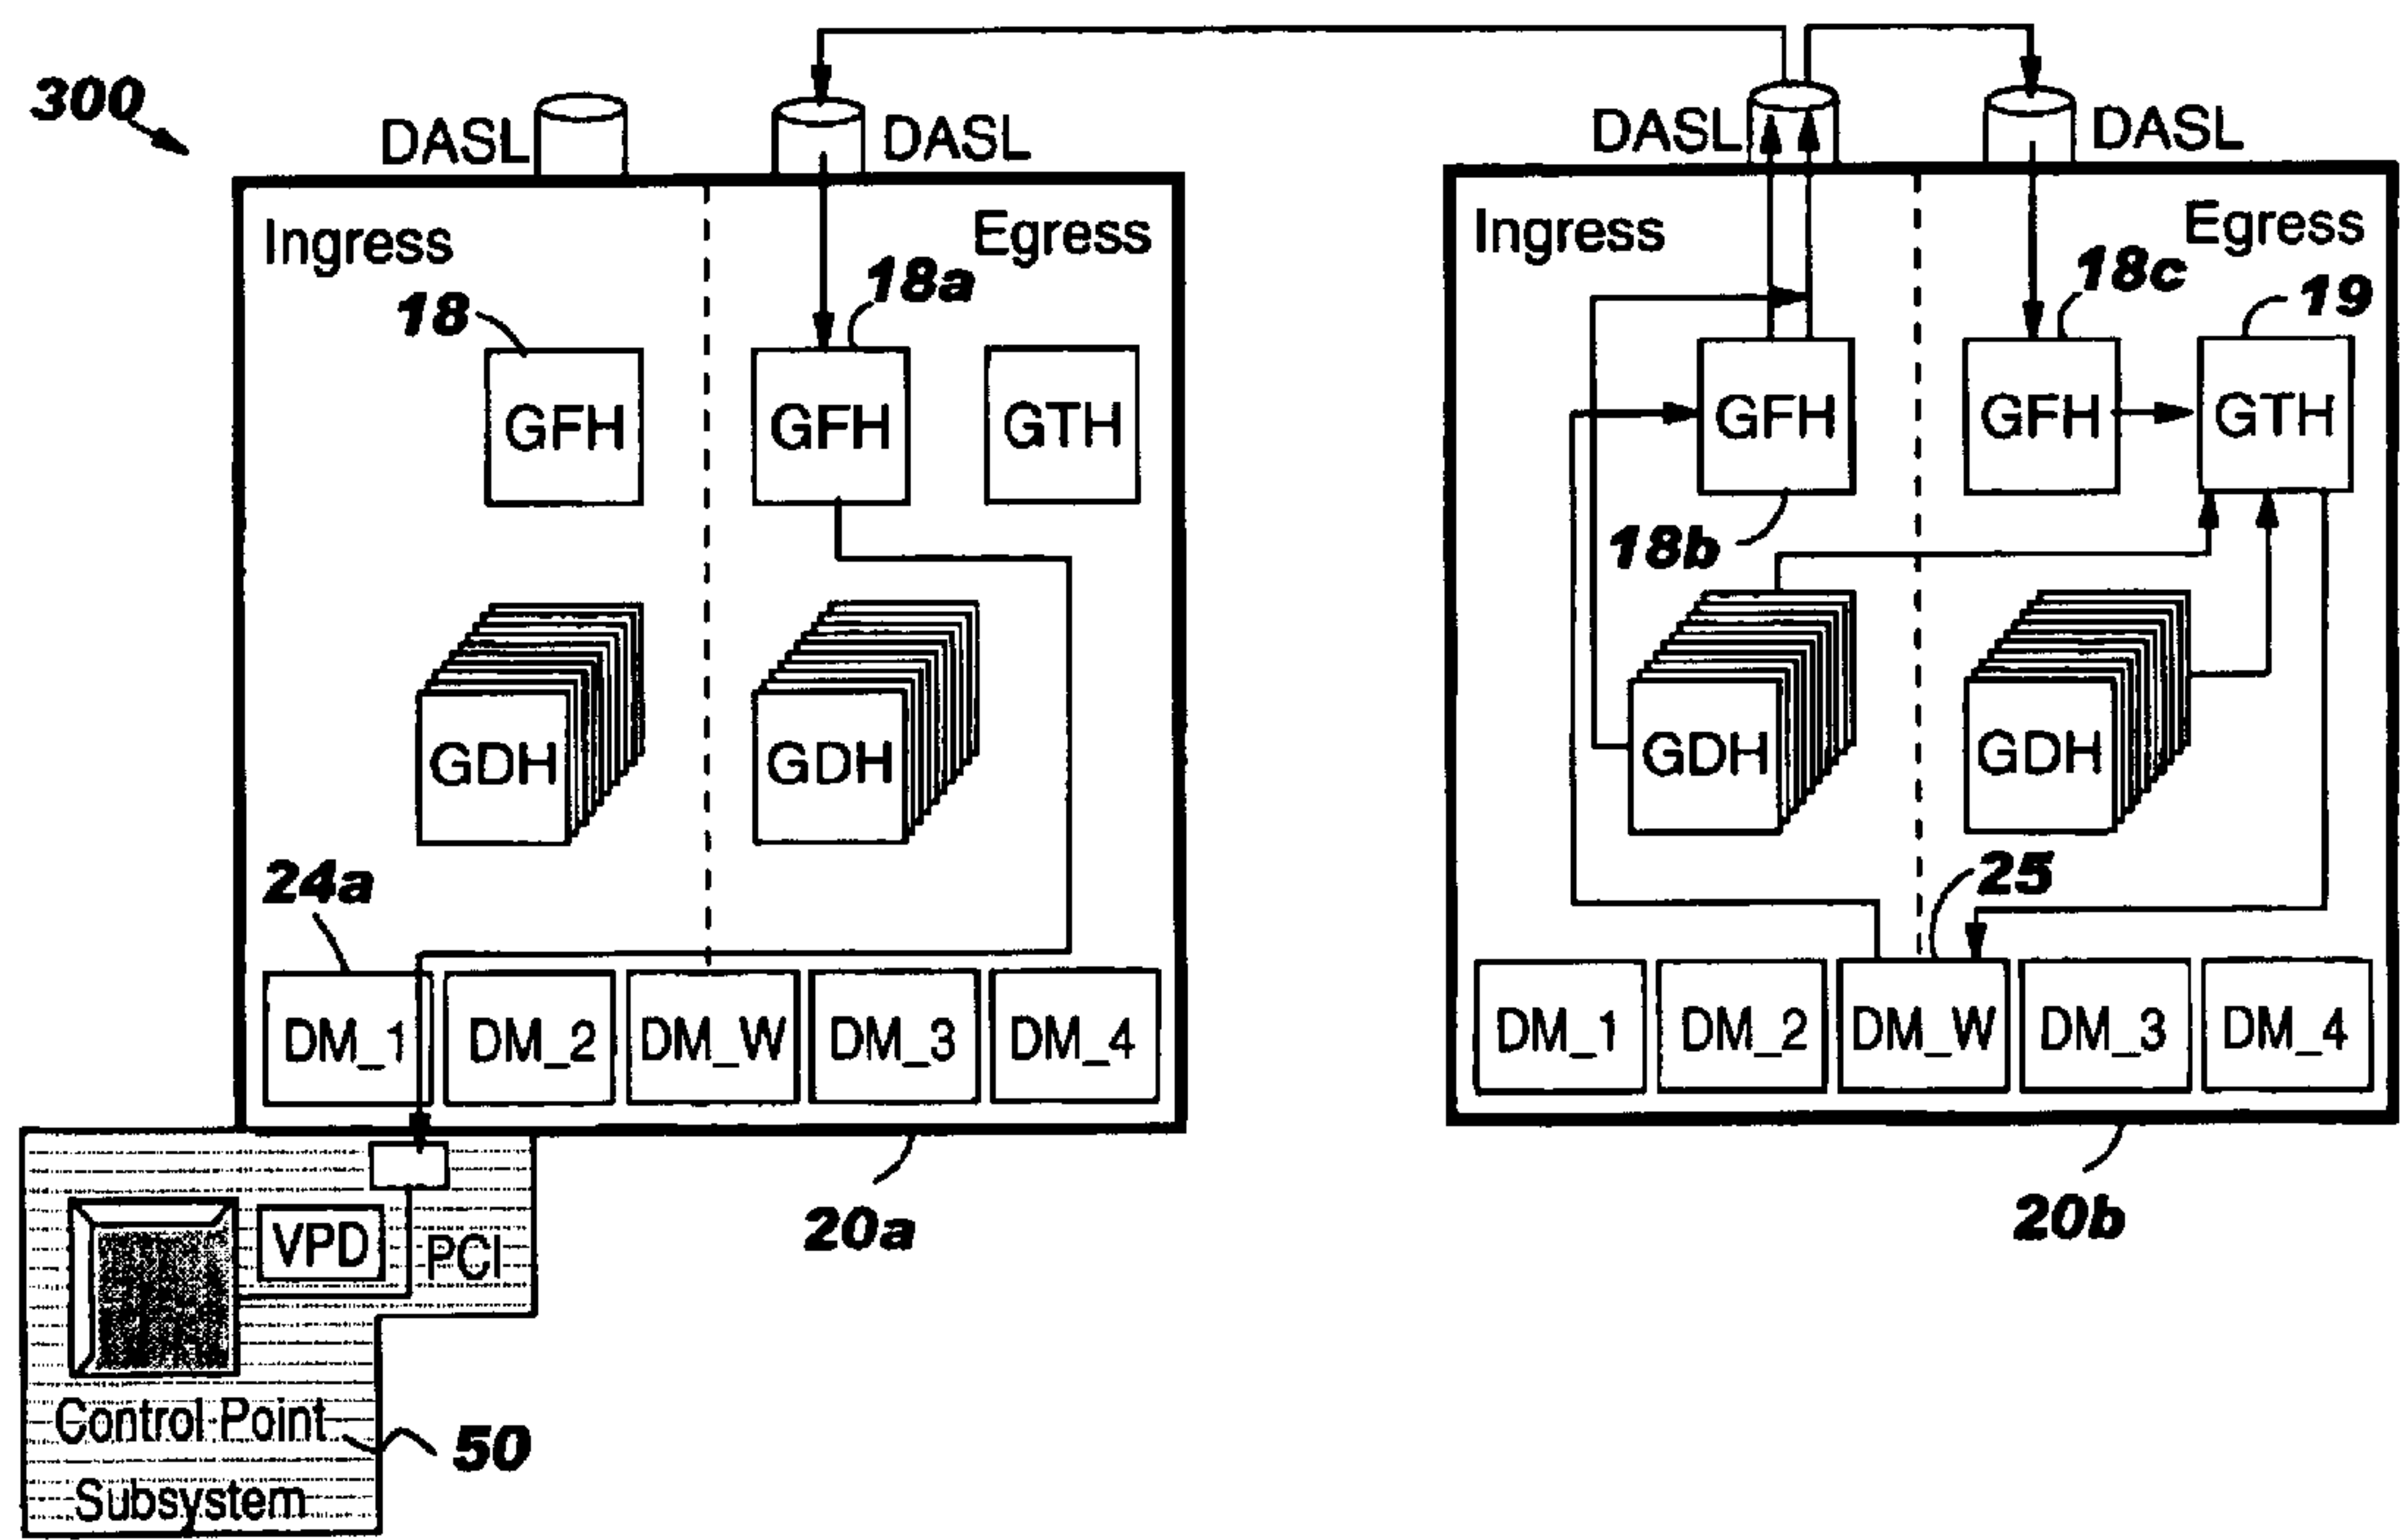 300
DASL
DASL
DASL
DASL
Ingress
Egress
18
18a
GFH
GFH
GTH
GDH
GDH
24a
DM_1
DM_2
DM_W
DM_3
DM_4
20a
Ingress
Egress
18c
19
GFH
GFH
GTH
18b
GDH
GDH
25
DM_1
DM_2
DM_W
DM_3
DM_4
20b
VPD
PCI
Control Point
Subsystem
50